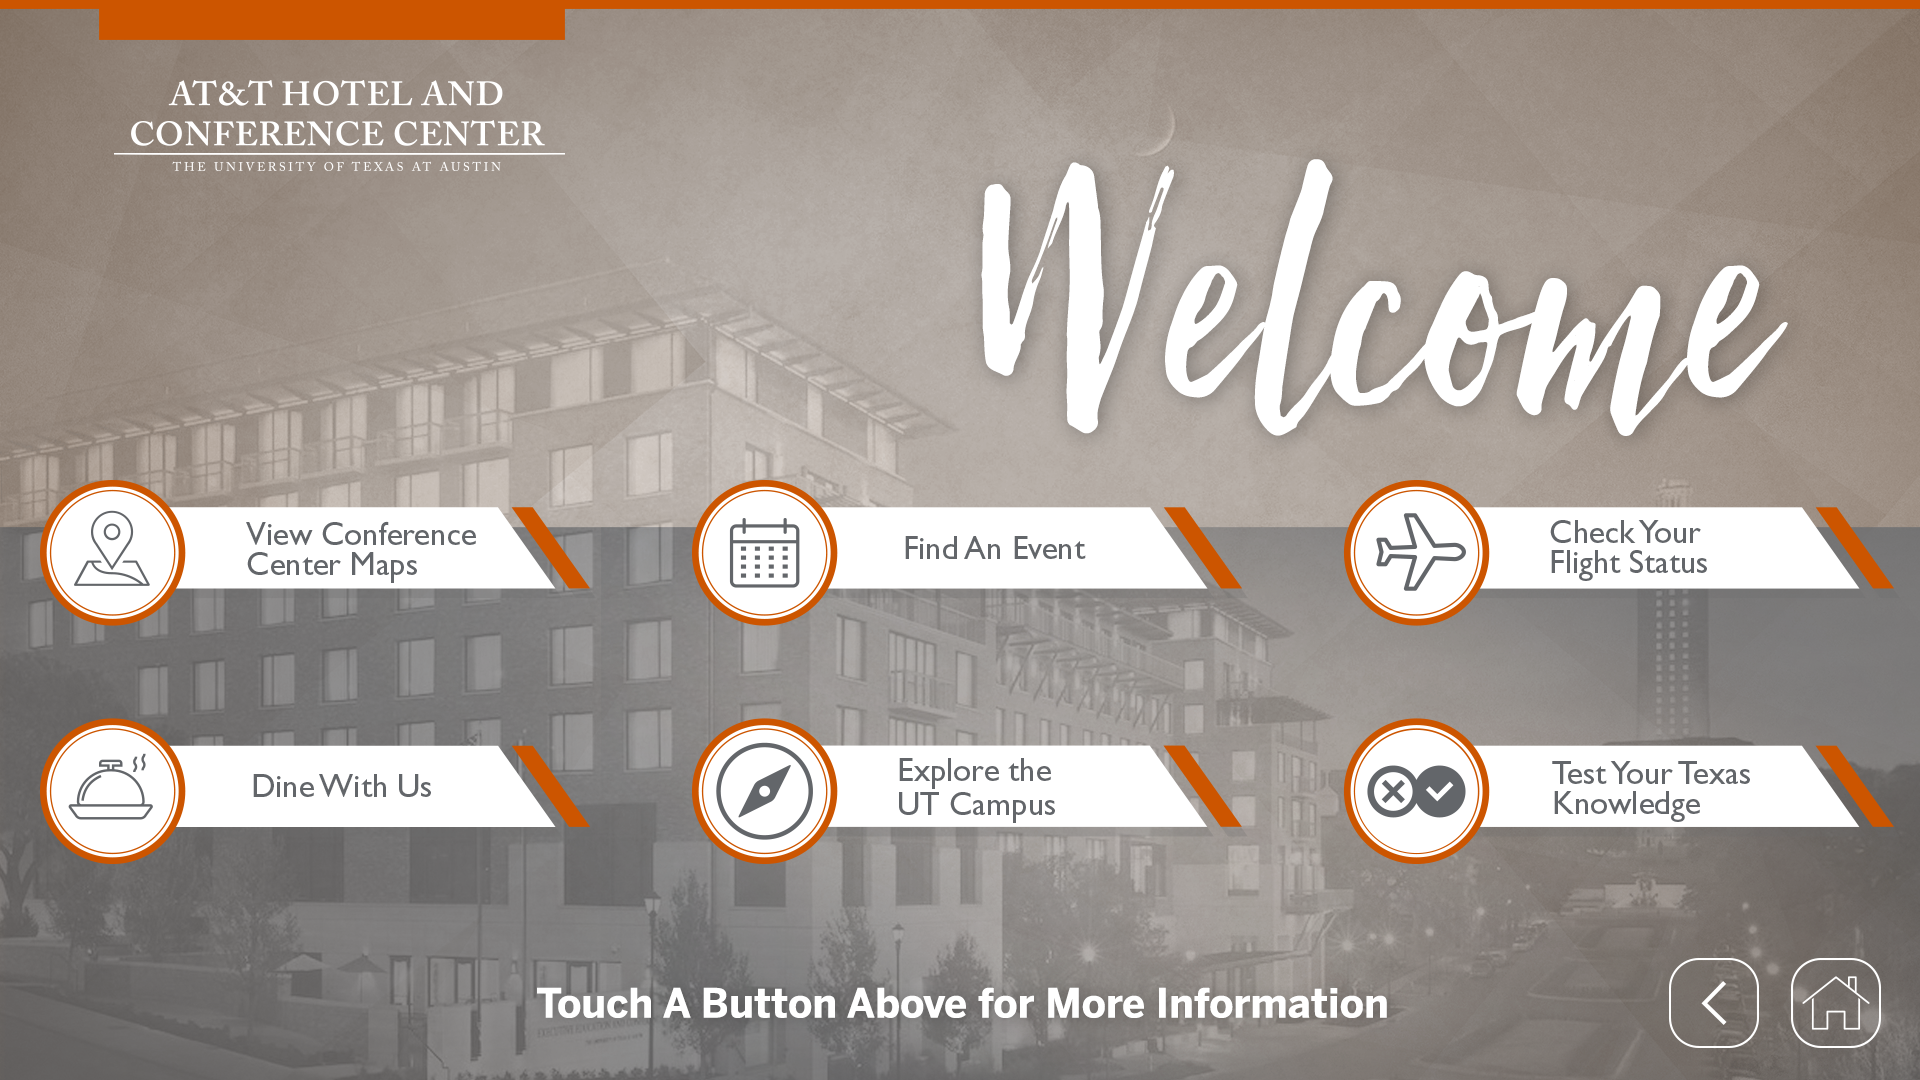 AT&T HOTEL AND
CONFERENCE CENTER
THE UNIVERSITY OF TEXAS AT AUSTIN
Welcome
View Conference
Center Maps
Find An Event
Check Your
Flight Status
Dine With Us
Explore the
UT Campus
Test Your Texas
Knowledge
Touch A Button Above for More Information